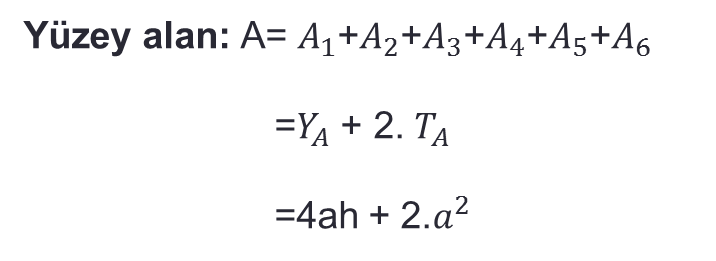 Yüzey alan: A= A₁+A₂+A₃+A₄+A₅+A₆
=Y_A + 2. T_A
=4ah + 2.a²